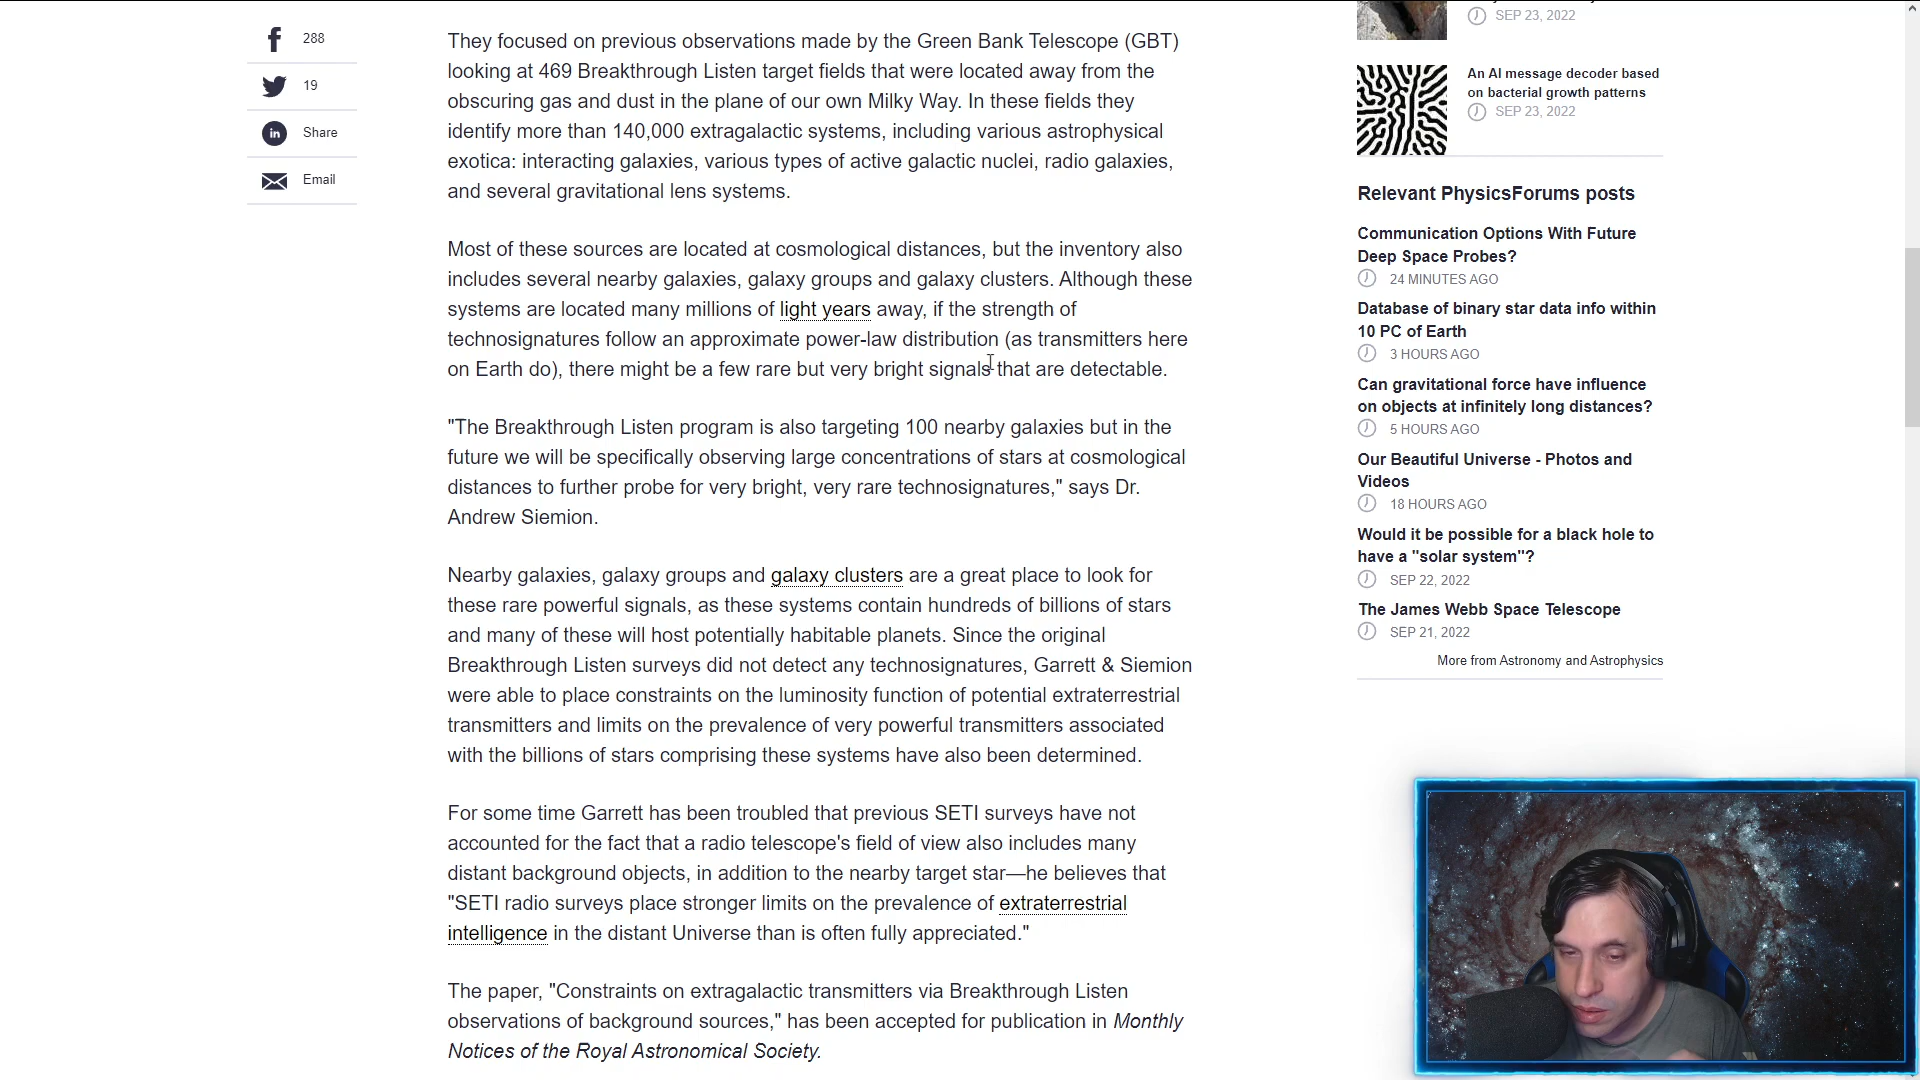 288
19
Share
Email
They focused on previous observations made by the Green Bank Telescope (GBT)
looking at 469 Breakthrough Listen target fields that were located away from the
obscuring gas and dust in the plane of our own Milky Way. In these fields they
identify more than 140,000 extragalactic systems, including various astrophysical
exotica: interacting galaxies, various types of active galactic nuclei, radio galaxies,
and several gravitational lens systems.
Most of these sources are located at cosmological distances, but the inventory also
includes several nearby galaxies, galaxy groups and galaxy clusters. Although these
systems are located many millions of light years away, if the strength of
technosignatures follow an approximate power-law distribution (as transmitters here
on Earth do), there might be a few rare but very bright signals that are detectable.
"The Breakthrough Listen program is also targeting 100 nearby galaxies but in the
future we will be specifically observing large concentrations of stars at cosmological
distances to further probe for very bright, very rare technosignatures," says Dr.
Andrew Siemion.
Nearby galaxies, galaxy groups and galaxy clusters are a great place to look for
these rare powerful signals, as these systems contain hundreds of billions of stars
and many of these will host potentially habitable planets. Since the original
Breakthrough Listen surveys did not detect any technosignatures, Garrett & Siemion
were able to place constraints on the luminosity function of potential extraterrestrial
transmitters and limits on the prevalence of very powerful transmitters associated
with the billions of stars comprising these systems have also been determined.
For some time Garrett has been troubled that previous SETI surveys have not
accounted for the fact that a radio telescope's field of view also includes many
distant background objects, in addition to the nearby target star—he believes that
"SETI radio surveys place stronger limits on the prevalence of extraterrestrial
intelligence in the distant Universe than is often fully appreciated."
The paper, "Constraints on extragalactic transmitters via Breakthrough Listen
observations of background sources," has been accepted for publication in Monthly
Notices of the Royal Astronomical Society.
SEP 23, 2022
An AI message decoder based
on bacterial growth patterns
SEP 23, 2022
Relevant PhysicsForums posts
Communication Options With Future
Deep Space Probes?
24 MINUTES AGO
Database of binary star data info within
10 PC of Earth
3 HOURS AGO
Can gravitational force have influence
on objects at infinitely long distances?
5 HOURS AGO
Our Beautiful Universe - Photos and
Videos
18 HOURS AGO
Would it be possible for a black hole to
have a "solar system"?
SEP 22, 2022
The James Webb Space Telescope
SEP 21, 2022
More from Astronomy and Astrophysics